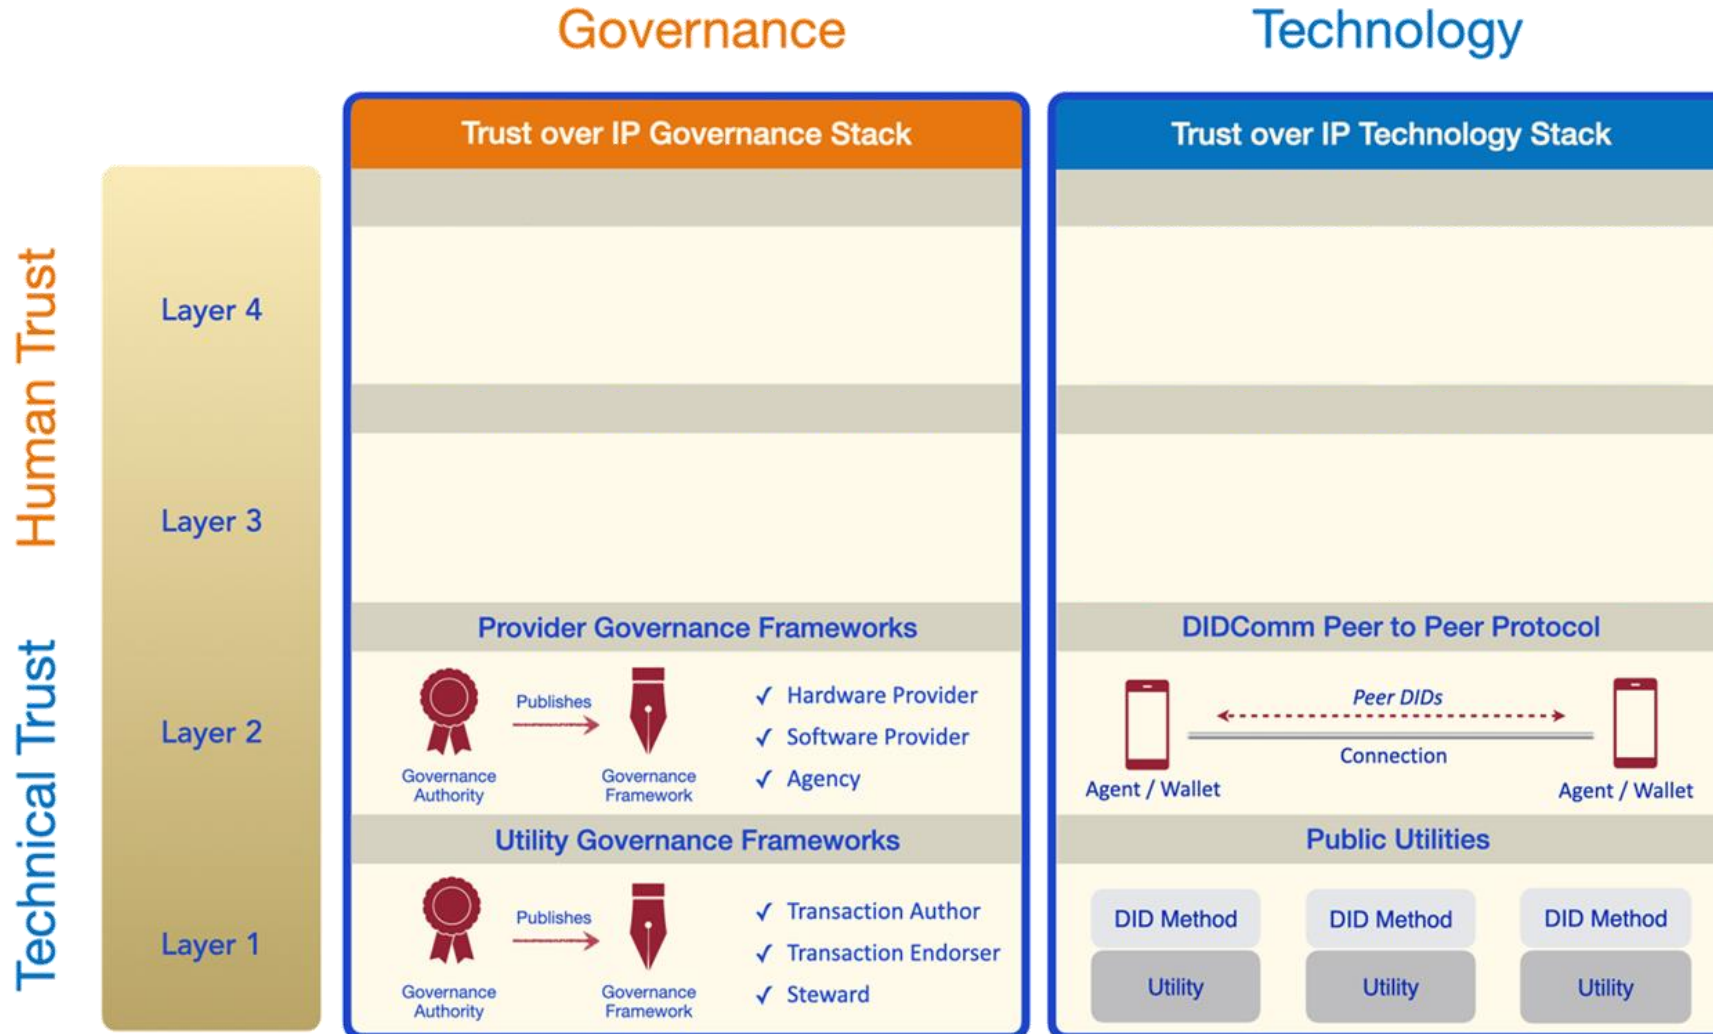 Governance
Technology
Trust over IP Governance Stack
Trust over IP Technology Stack
Human Trust
Layer 4
Layer 3
Technical Trust
Layer 2
Provider Governance Frameworks
Publishes
Governance
Authority
Governance
Framework
✓ Hardware Provider
✓ Software Provider
✓ Agency
DIDComm Peer to Peer Protocol
Peer DIDs
Connection
Agent / Wallet
Agent / Wallet
Layer 1
Utility Governance Frameworks
Publishes
Governance
Authority
Governance
Framework
✓ Transaction Author
✓ Transaction Endorser
✓ Steward
Public Utilities
DID Method
DID Method
DID Method
Utility
Utility
Utility